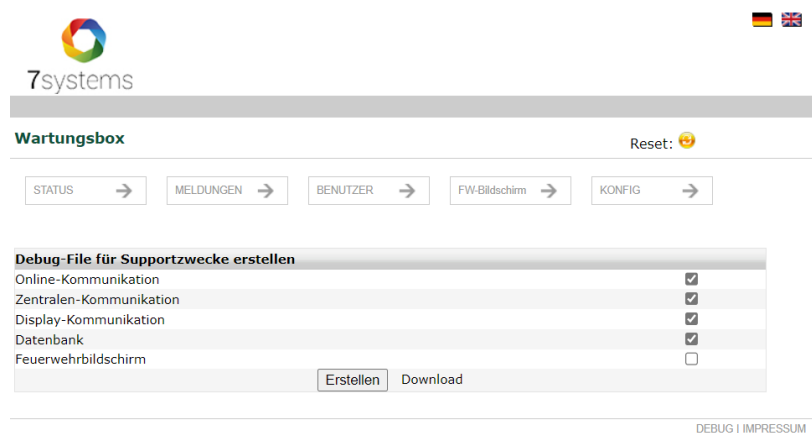 7systems
Wartungsbox
Reset:
STATUS
MELDUNGEN
BENUTZER
FW-Bildschirm
KONFIG
Debug-File für Supportzwecke erstellen
Online-Kommunikation
Zentralen-Kommunikation
Display-Kommunikation
Datenbank
Feuerwehrbildschirm
Erstellen Download
DEBUG | IMPRESSUM